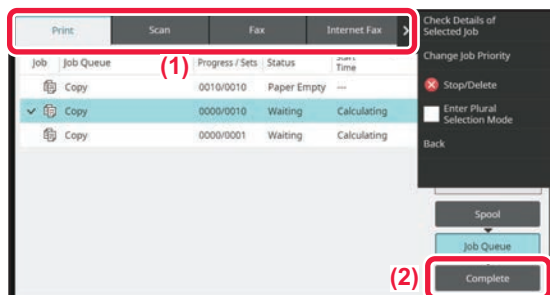 Print Scan Fax Internet Fax
Job Job Queue Progress / Sets Status Start Time
(1)
Copy 0010/0010 Paper Empty ---
Copy 0000/0010 Waiting Calculating
Copy 0000/0001 Waiting Calculating
Check Details of
Selected Job
Change Job Priority
Stop/Delete
Enter Plural
Selection Mode
Back
Spool
Job Queue
(2)
Complete